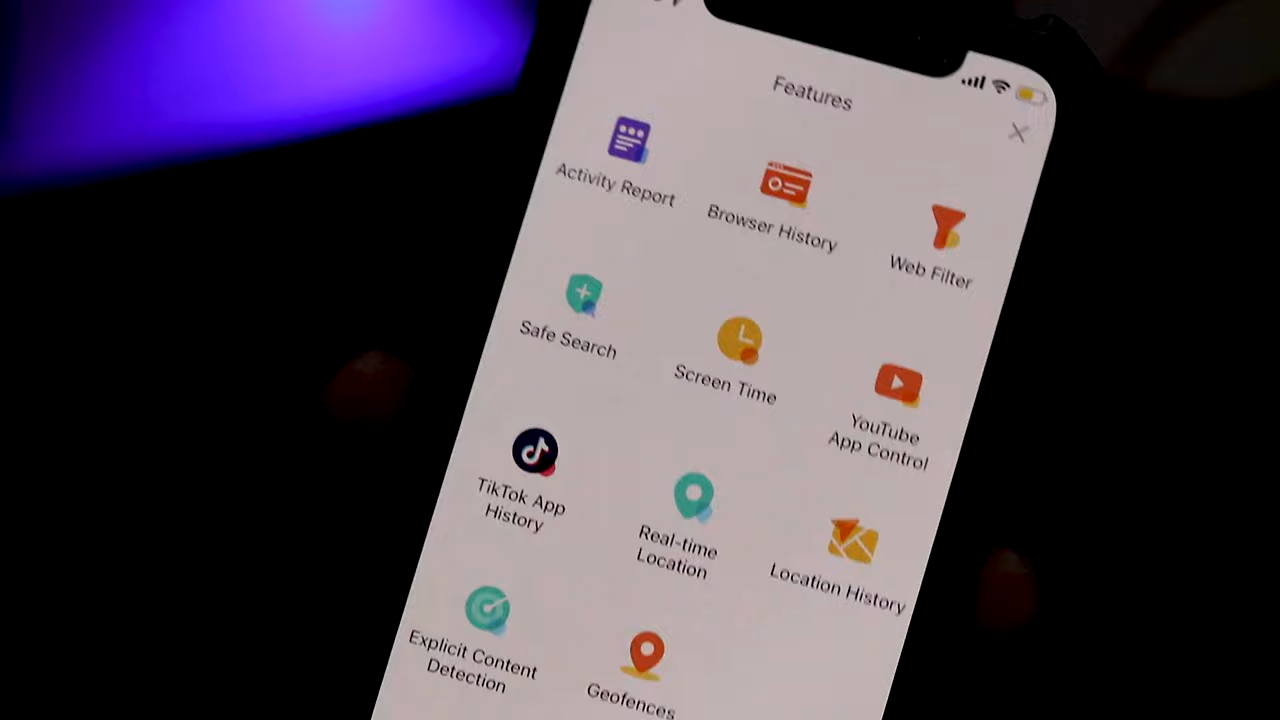 Features
Activity Report
Browser History
Web Filter
Safe Search
Screen Time
YouTube
App Control
TikTok App
History
Real-time
Location
Location History
Explicit Content
Detection
Geofences